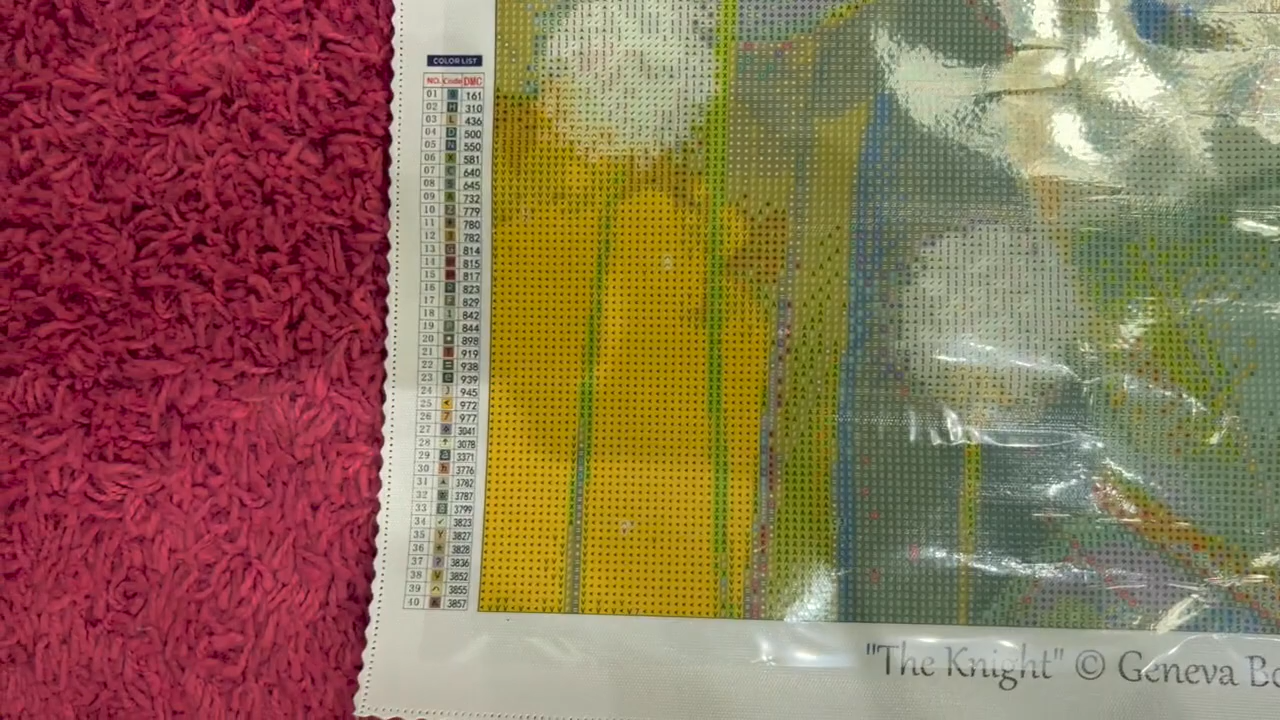 COLOR LIST
NO. Code DMC
01 161
02 H 310
03 L 436
04 D 500
05 N 550
06 X 581
07 C 640
08 S 645
09 A 732
10 Z 779
11 780
12 782
13 G 814
14 815
15 817
16 R 823
17 F 829
18 1 842
19 P 844
20 898
21 919
22 938
23 939
24 945
25 < 972
26 7 977
27 3041
28 3078
29 a 3371
30 h 3776
31 3782
32 3787
33 8 3799
34 ✓ 3823
35 Y 3827
36 ★ 3828
37 ? 3836
38 V 3852
39 3855
40 3857
"The Knight" © Geneva